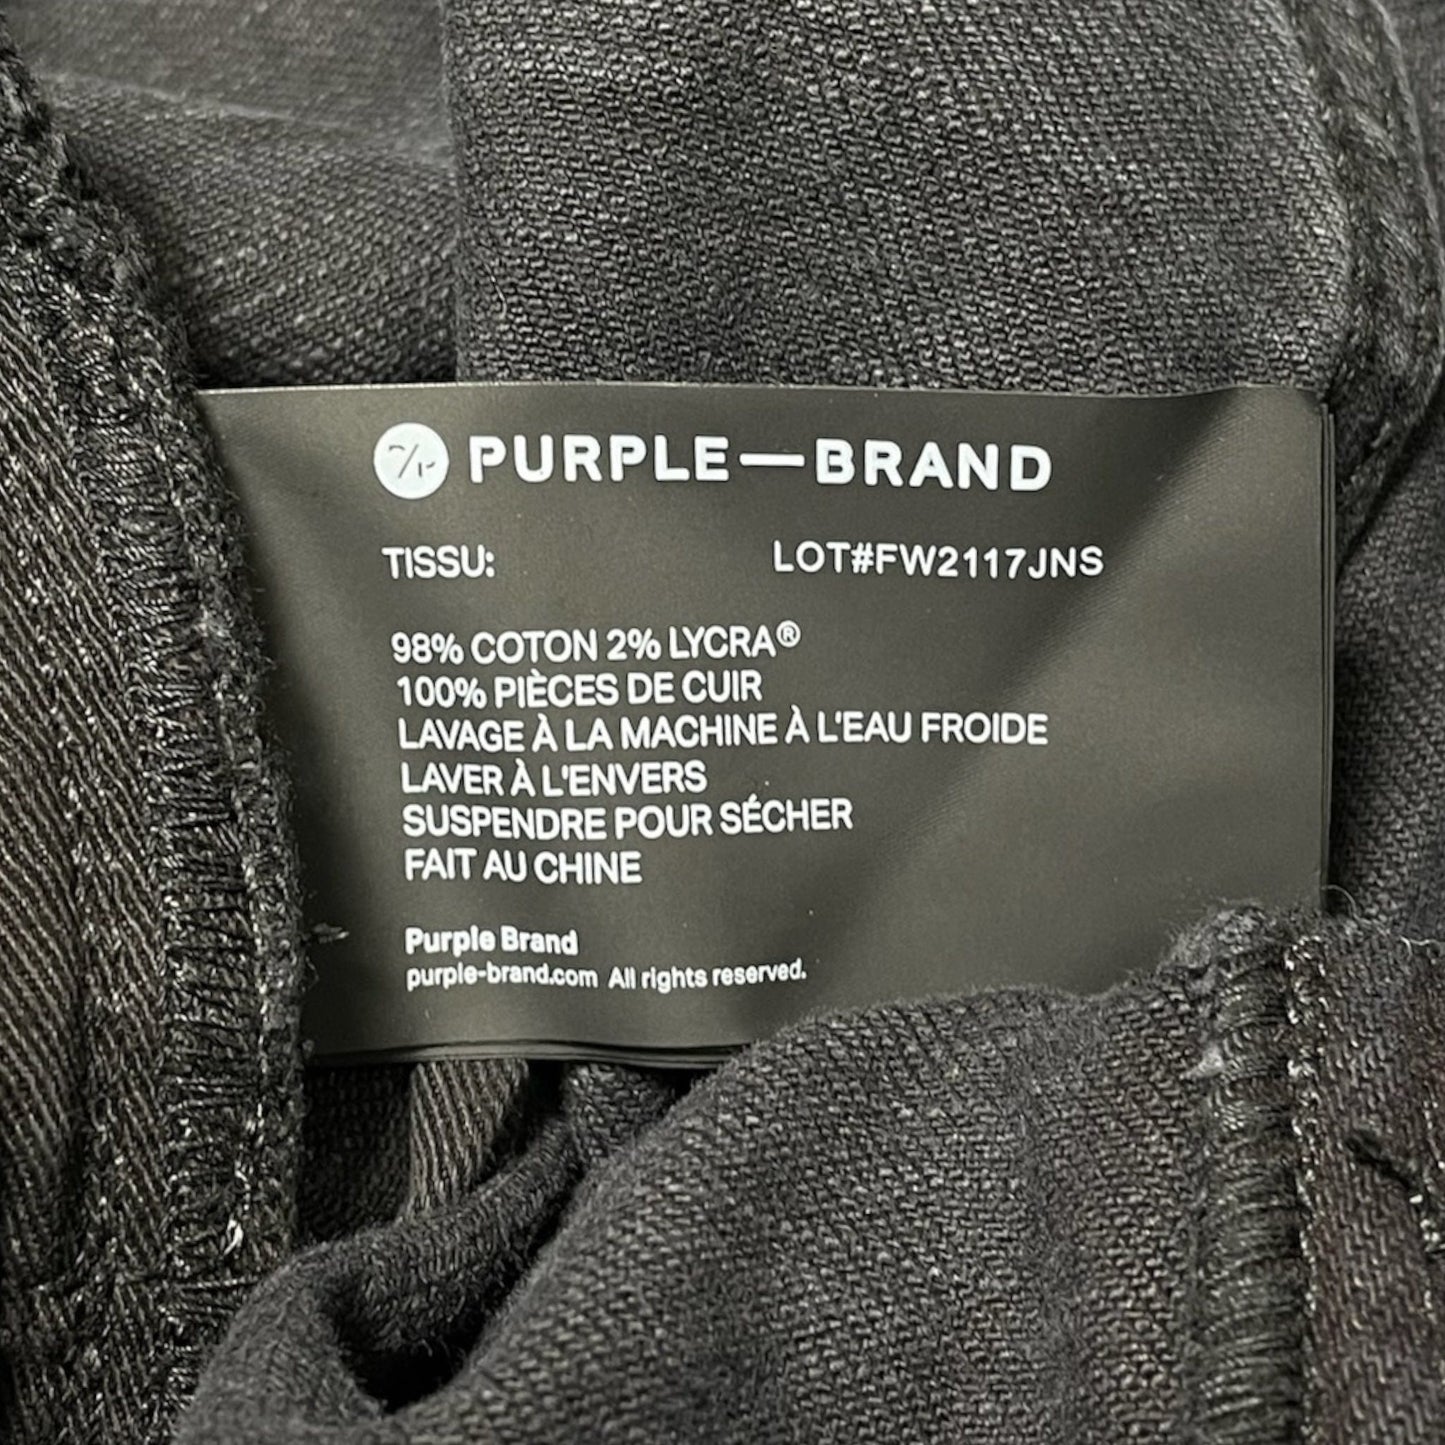 PURPLE—BRAND
TISSU: LOT#FW2117JNS
98% COTON 2% LYCRA®
100% PIÈCES DE CUIR
LAVAGE À LA MACHINE À L'EAU FROIDE
LAVER À L'ENVERS
SUSPENDRE POUR SÉCHER
FAIT AU CHINE
Purple Brand
purple-brand.com All rights reserved.